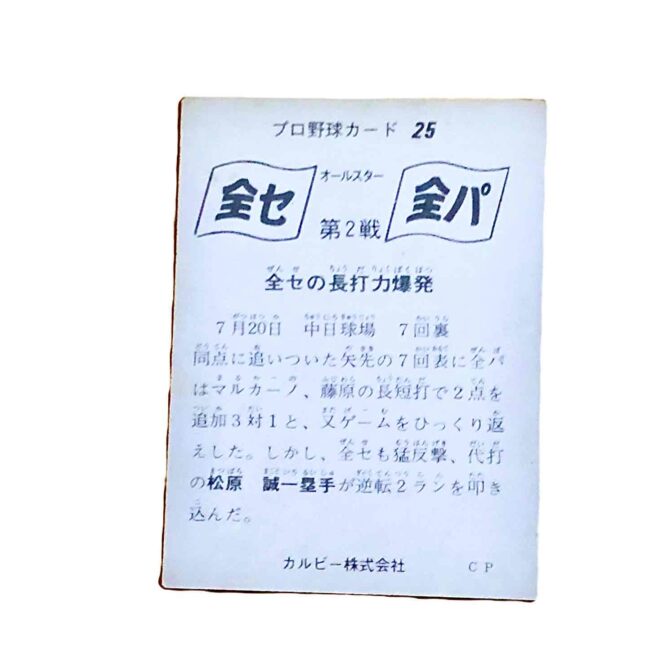 プロ野球カード 25
全セ オールスター 全パ
第2戦
全セの長打力爆発
7月20日 中日球場 7回裏
同点に追いついた矢先の7回表に全パ
はマルカーノ、藤原の長短打で2点を
追加3対1と、又ゲームをひっくり返
えした。しかし、全セも猛反撃、代打
の松原 誠一塁手が逆転2ランを叩き
込んだ。
カルビー株式会社 CP